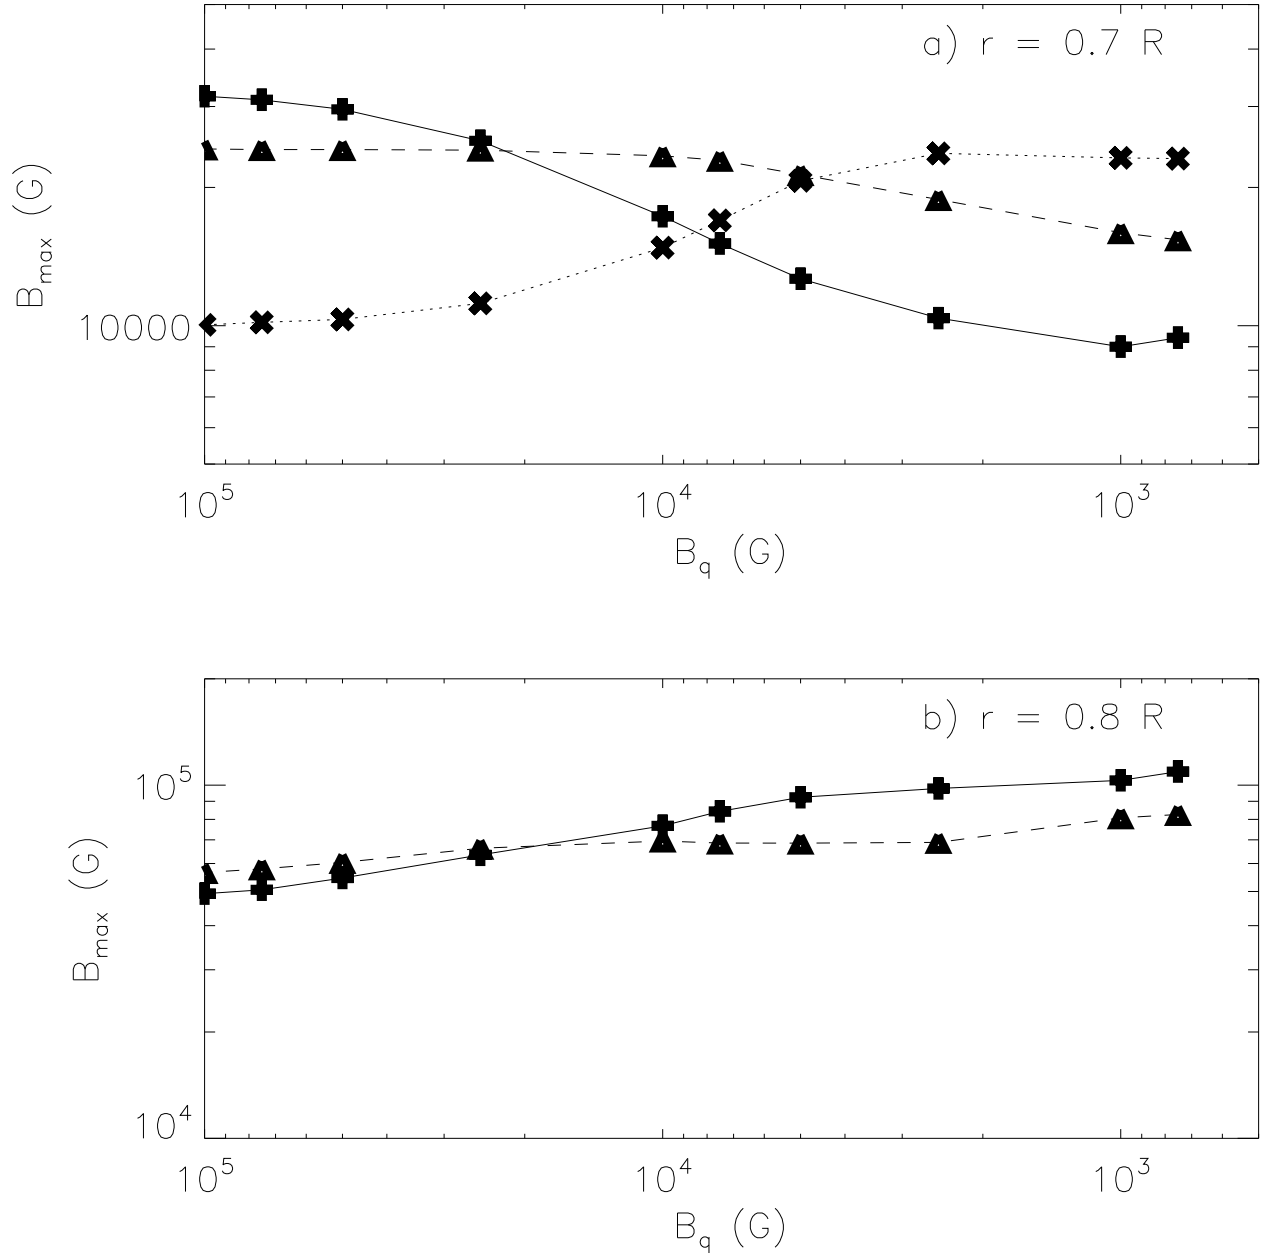 a) r = 0.7 R
B_max (G)
10000
10^5 10^4 10^3
B_q (G)
b) r = 0.8 R
B_max (G)
10^5
10^4
10^5 10^4 10^3
B_q (G)